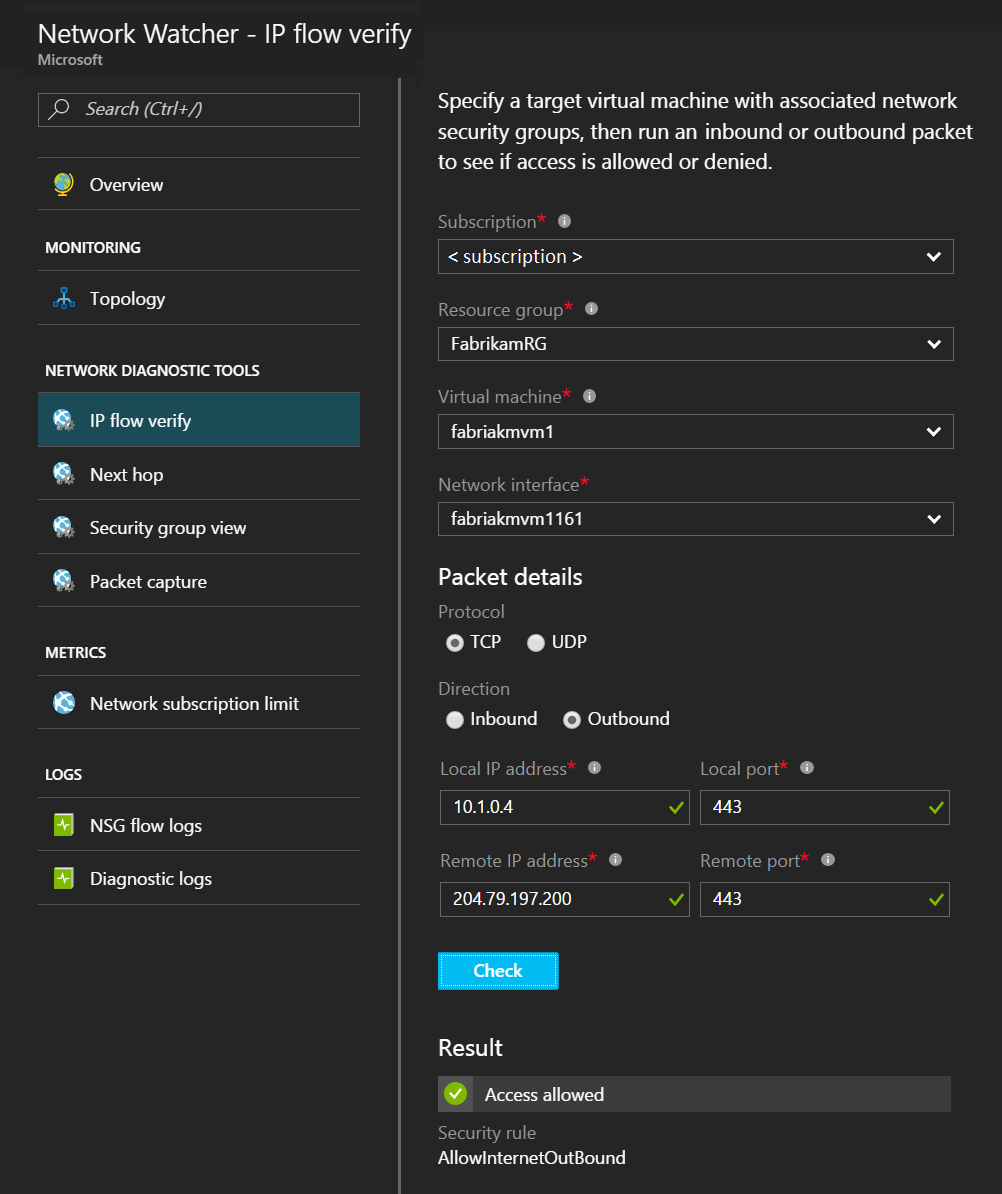 Network Watcher - IP flow verify
Microsoft
Search (Ctrl+/)
Overview
MONITORING
Topology
NETWORK DIAGNOSTIC TOOLS
IP flow verify
Next hop
Security group view
Packet capture
METRICS
Network subscription limit
LOGS
NSG flow logs
Diagnostic logs
Specify a target virtual machine with associated network
security groups, then run an inbound or outbound packet
to see if access is allowed or denied.
Subscription*
< subscription >
Resource group*
FabrikamRG
Virtual machine*
fabriakmvm1
Network interface*
fabriakmvm1161
Packet details
Protocol
TCP UDP
Direction
Inbound Outbound
Local IP address* Local port*
10.1.0.4 443
Remote IP address* Remote port*
204.79.197.200 443
Check
Result
Access allowed
Security rule
AllowInternetOutBound